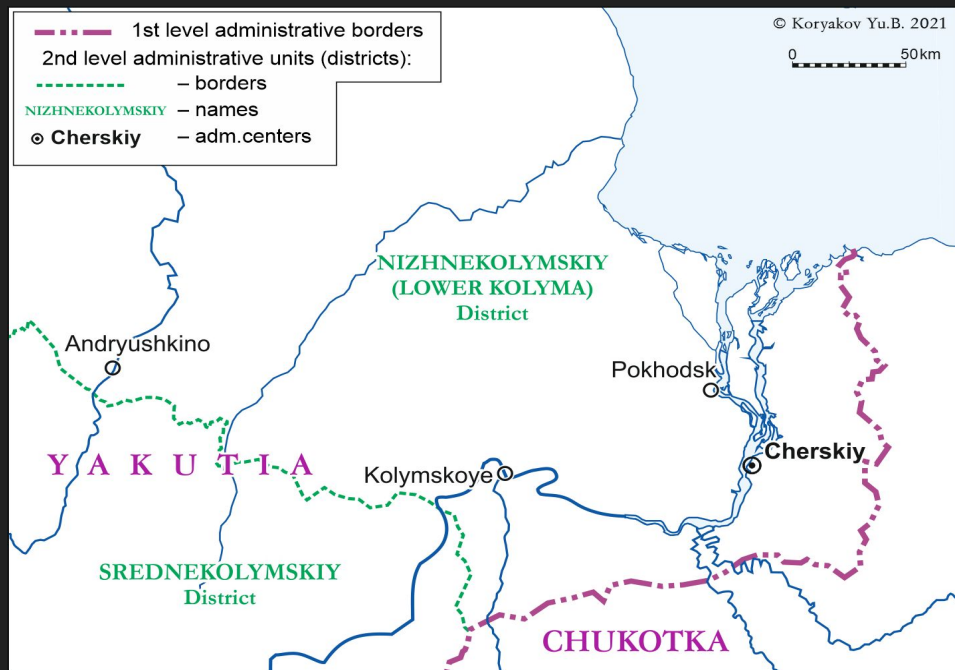 1st level administrative borders
2nd level administrative units (districts):
– borders
NIZHNEKOLYMSKIY – names
Cherskiy – adm.centers
© Koryakov Yu.B. 2021
0 50km
NIZHNEKOLYMSKIY
(LOWER KOLYMA)
District
Andryushkino
Pokhodsk
Cherskiy
YAKUTIA
Kolymskoye
SREDNEKOLYMSKIY
District
CHUKOTKA